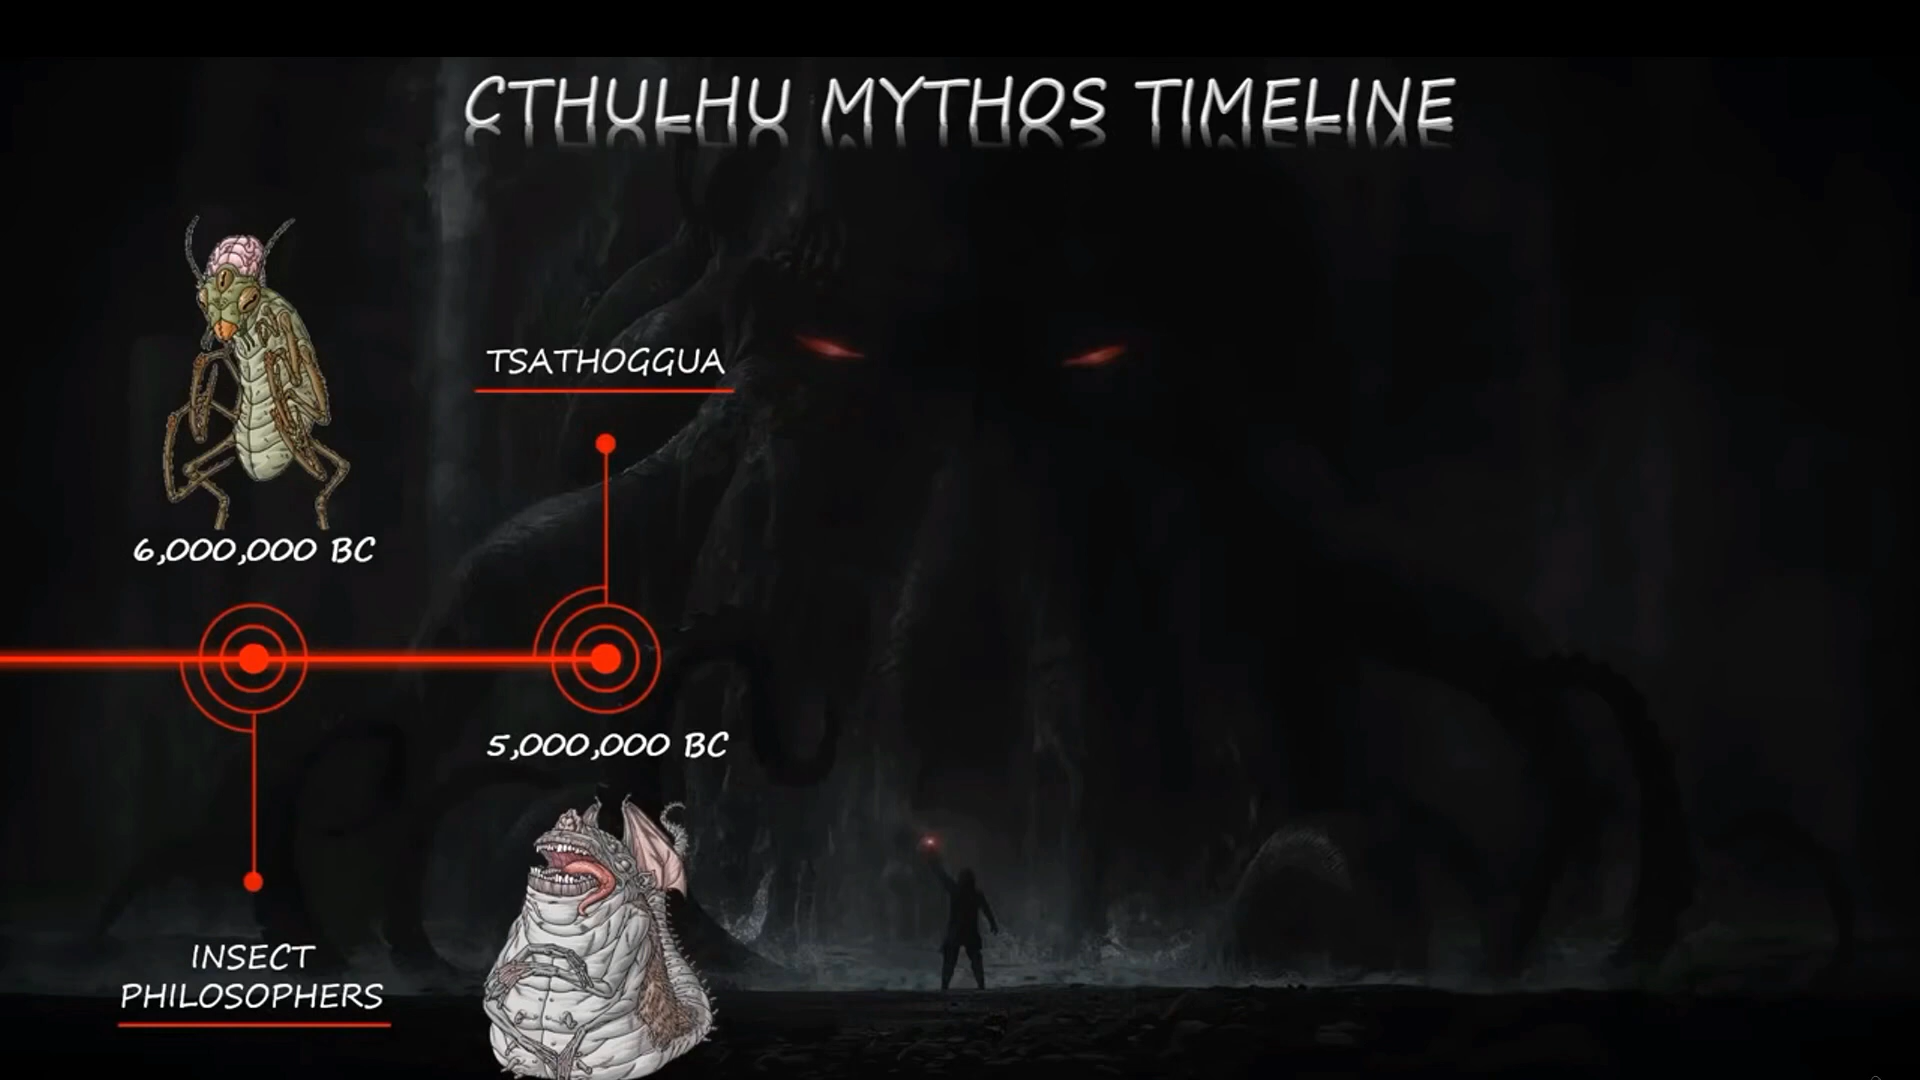 CTHULHU MYTHOS TIMELINE
TSATHOGGUA
6,000,000 BC
5,000,000 BC
INSECT
PHILOSOPHERS